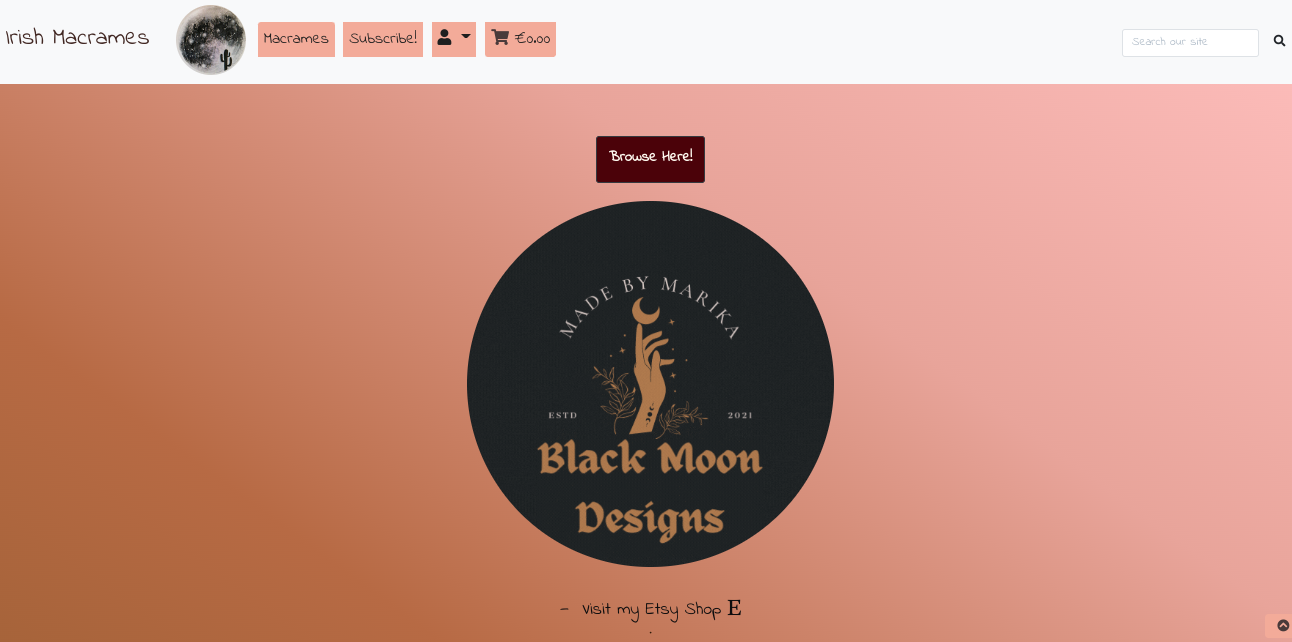 Irish Macrames
Macrames
Subscribe!
€0.00
Search our site
Browse Here!
MADE BY MARIKA
ESTD 2021
Black Moon
Designs
– Visit my Etsy Shop E
.